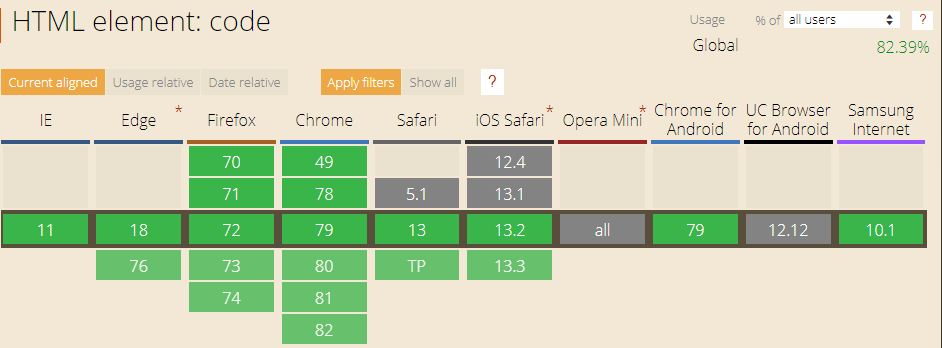 HTML element: code
Usage % of all users ?
Global 82.39%
Current aligned Usage relative Date relative Apply filters Show all ?
IE Edge * Firefox Chrome Safari iOS Safari * Opera Mini * Chrome for Android UC Browser for Android Samsung Internet
70 49 12.4
71 78 5.1 13.1
11 18 72 79 13 13.2 all 79 12.12 10.1
76 73 80 TP 13.3
74 81
82